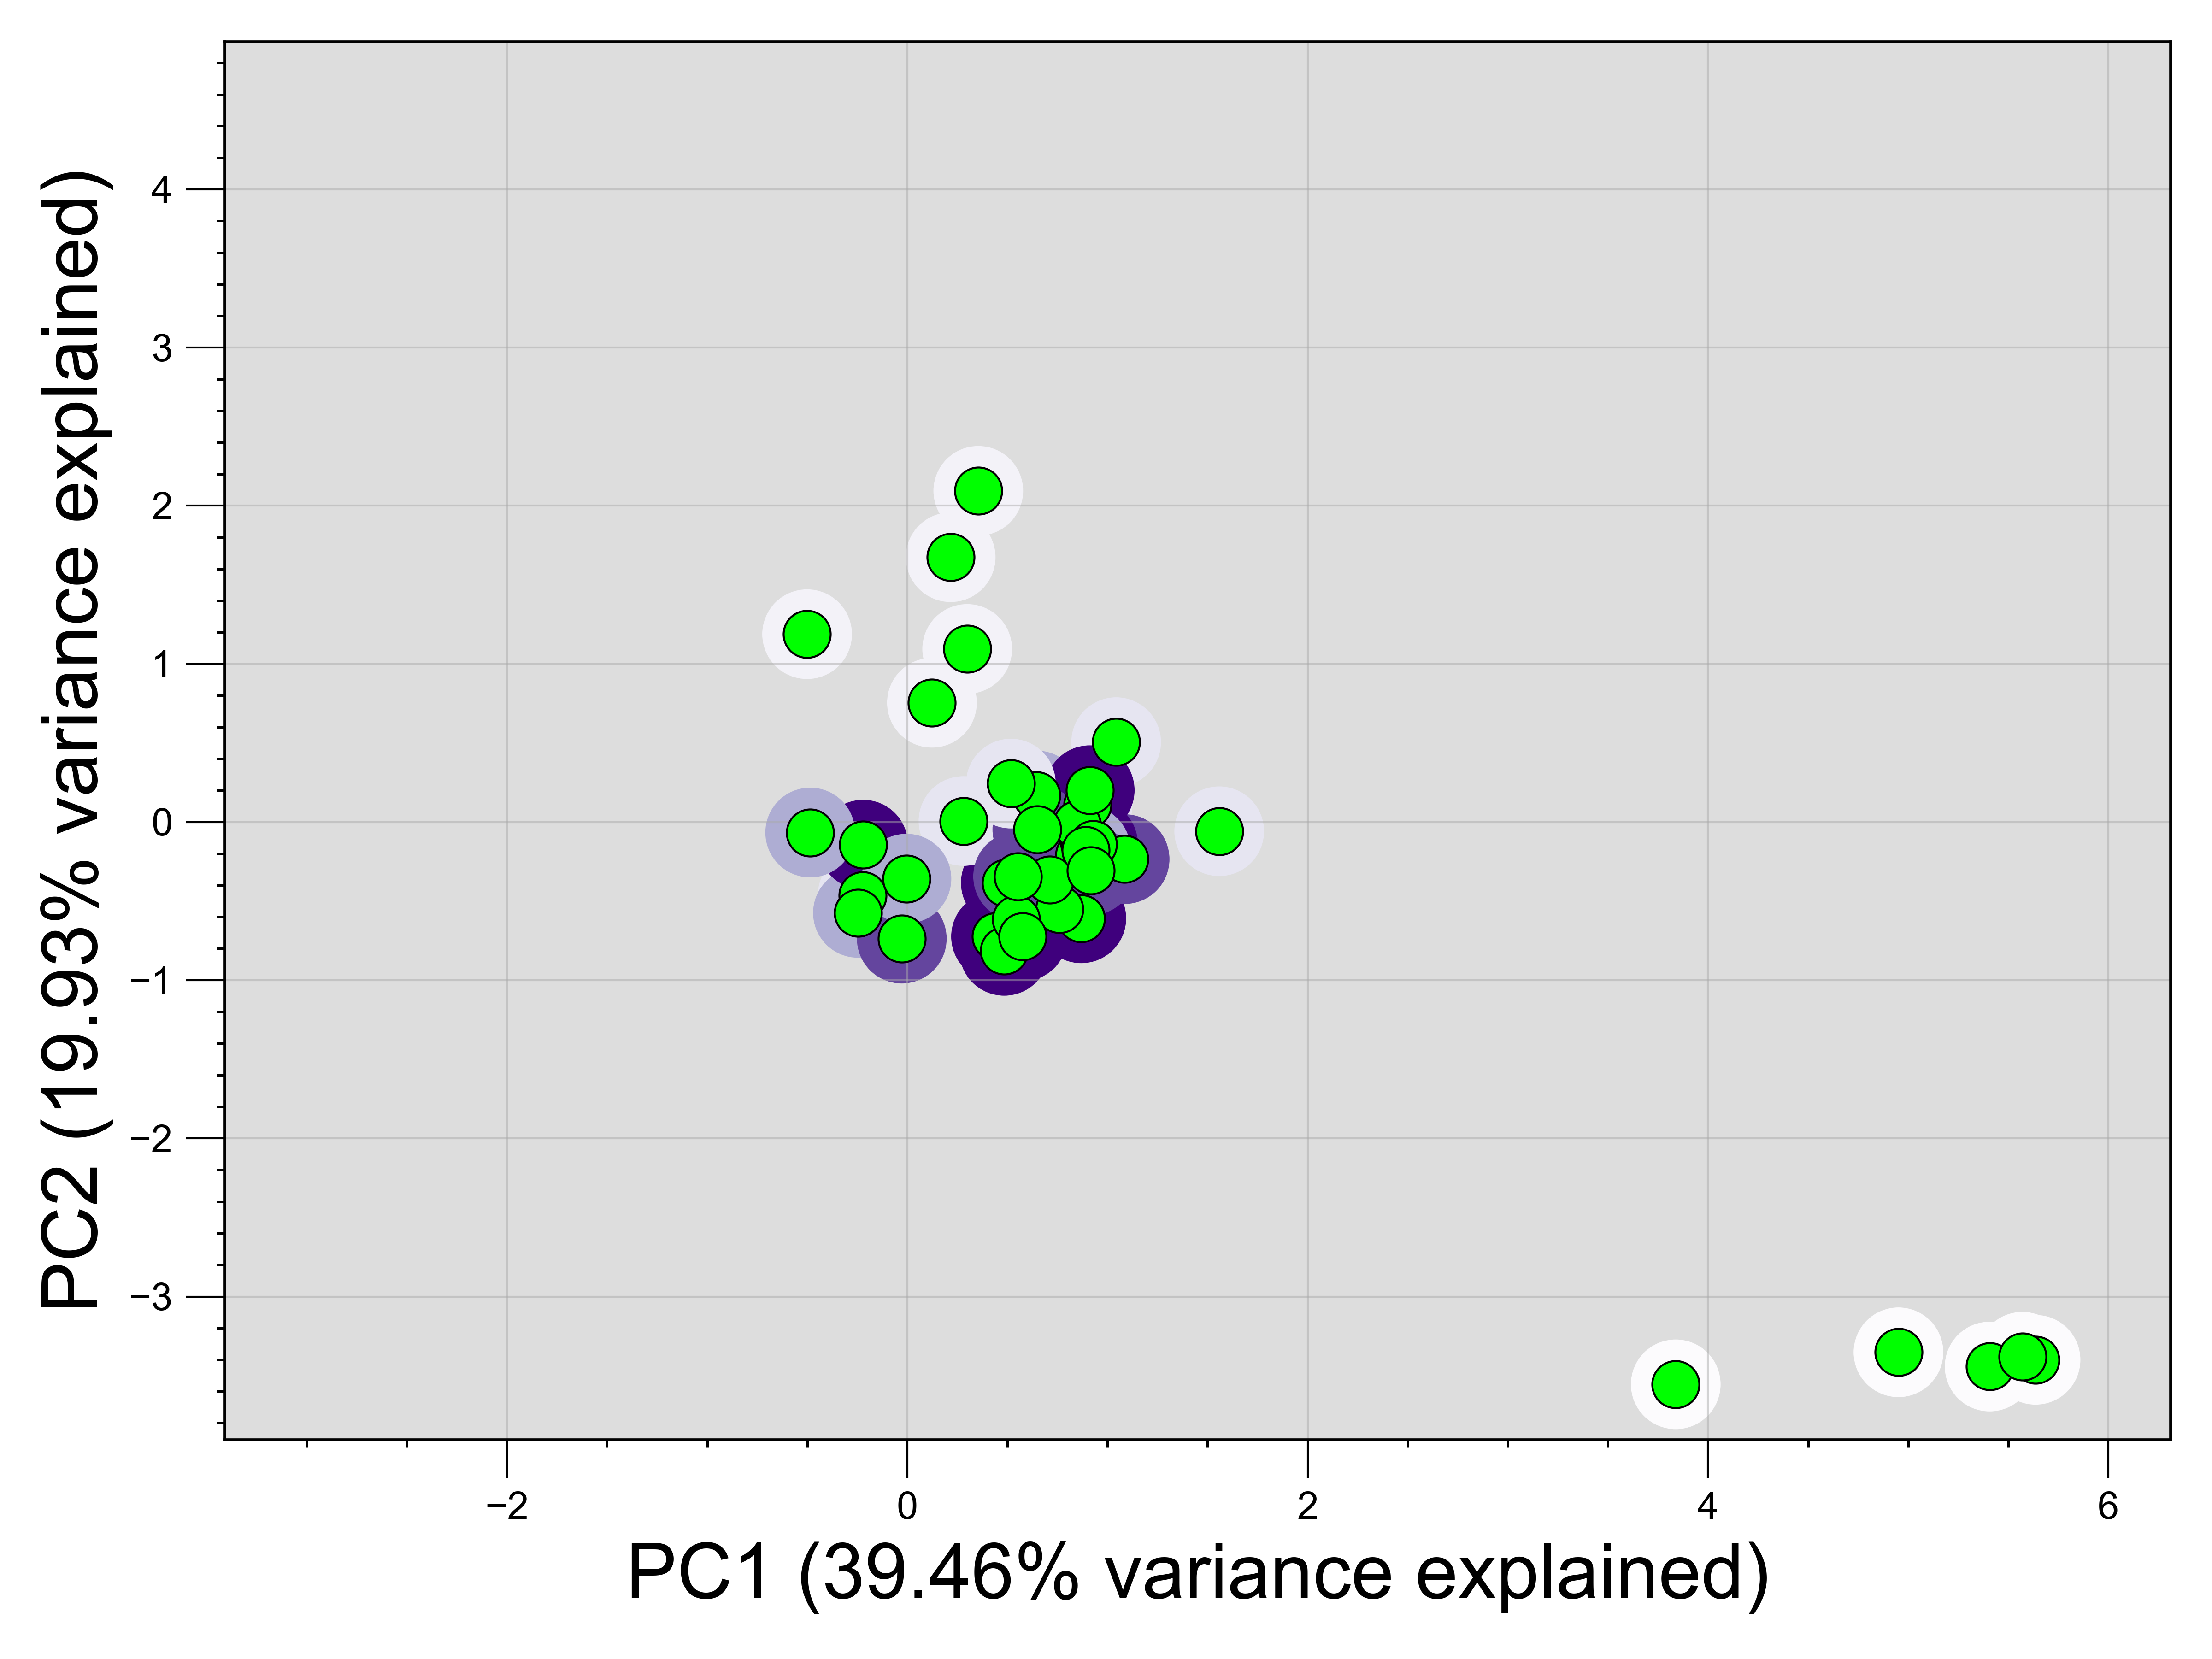 PC2 (19.93% variance explained)
4
3
2
1
0
−1
−2
−3
−2 0 2 4 6
PC1 (39.46% variance explained)